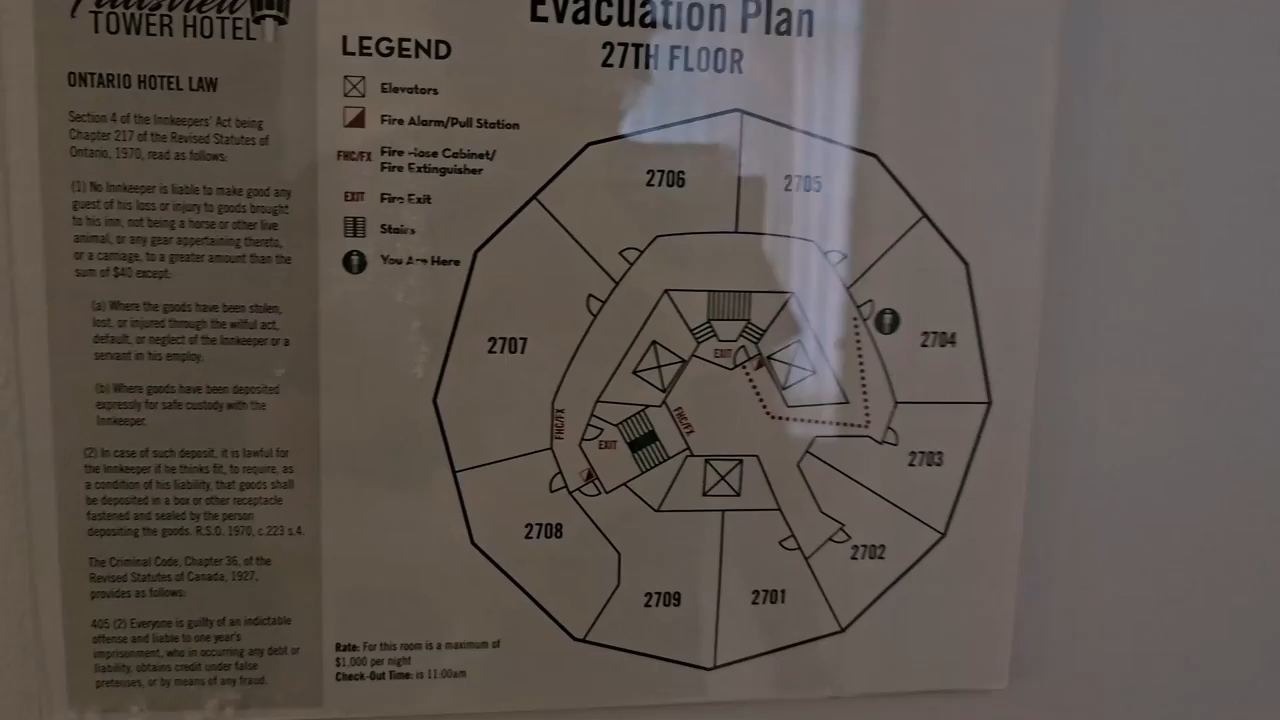 TOWER HOTEL
ONTARIO HOTEL LAW
Section 4 of the Innkeepers' Act being
Chapter 217 of the Revised Statutes of
Ontario, 1970, read as follows:
(1) No Innkeeper is liable to make good any
guest of his loss or injury to goods brought
to his inn, not being a horse or other live
animal, or any gear appertaining thereto,
or a carriage, to a greater amount than the
sum of $40 except:
(a) Where the goods have been stolen,
lost, or injured through the wilful act,
default, or neglect of the Innkeeper or a
servant in his employ.
(b) Where goods have been deposited
expressly for safe custody with the
Innkeeper.
(2) In case of such deposit, it is lawful for
the Innkeeper if he thinks fit, to require, as
a condition of his liability, that goods shall
be deposited in a box or other receptacle
fastened and sealed by the person
depositing the goods. R.S.O. 1970, c.223 s.4.
The Criminal Code, Chapter 36, of the
Revised Statutes of Canada, 1927,
provides as follows:
405 (2) Everyone is guilty of an indictable
offense and liable to one year's
imprisonment, who in occurring any debt or
liability, obtains credit under false
pretenses, or by means of any fraud.
LEGEND
Elevators
Fire Alarm/Pull Station
FHC/FX
Fire Hose Cabinet/
Fire Extinguisher
EXIT
Fire Exit
Stairs
You Are Here
Rate: For this room is a maximum of
$1,000 per night
Check-Out Time: is 11:00am
Evacuation Plan
27TH FLOOR
2706
2705
2707
2704
EXIT
FHC/FX
FHC/FX
EXIT
2703
2708
2702
2709
2701